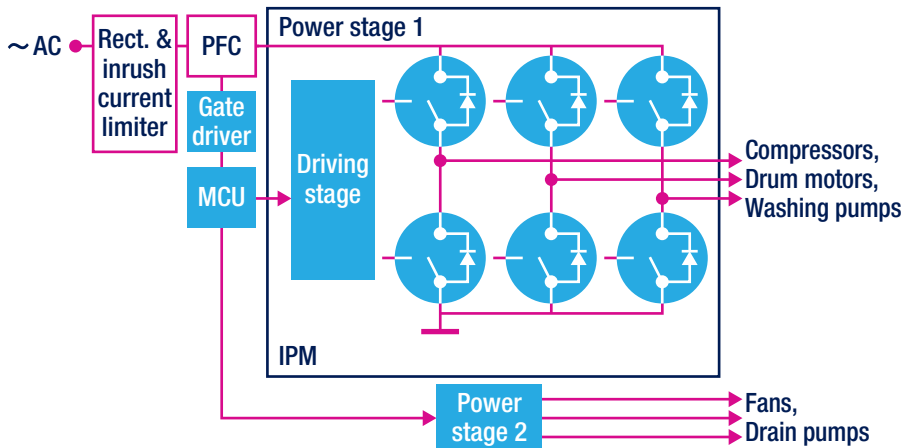 Power stage 1
~ AC
Rect. &
inrush
current
limiter
PFC
Gate
driver
MCU
Driving
stage
Compressors,
Drum motors,
Washing pumps
IPM
Power
stage 2
Fans,
Drain pumps